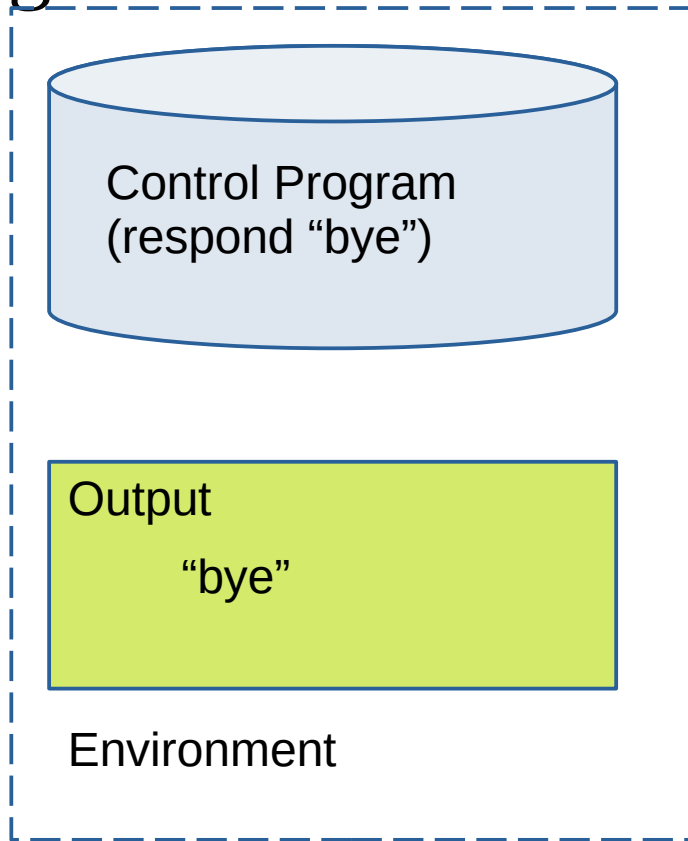 Control Program
(respond “bye”)
Output
“bye”
Environment